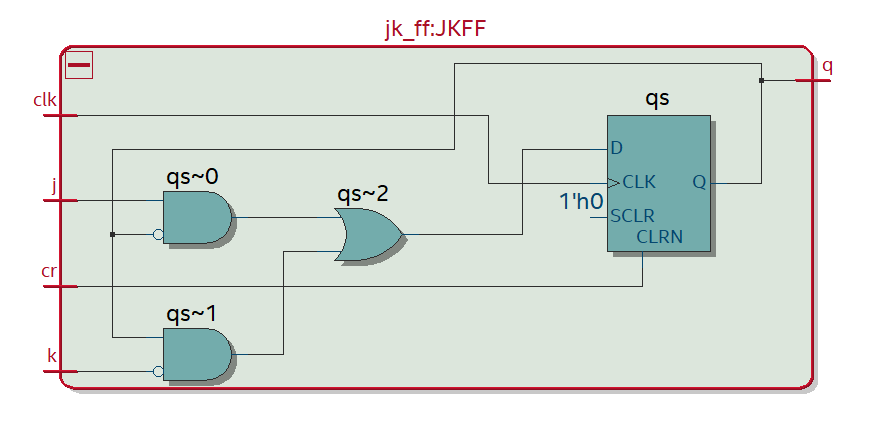 jk_ff:JKFF
q
clk
qs
D
qs~0
j
qs~2
CLK
Q
1'h0
SCLR
CLRN
cr
qs~1
k